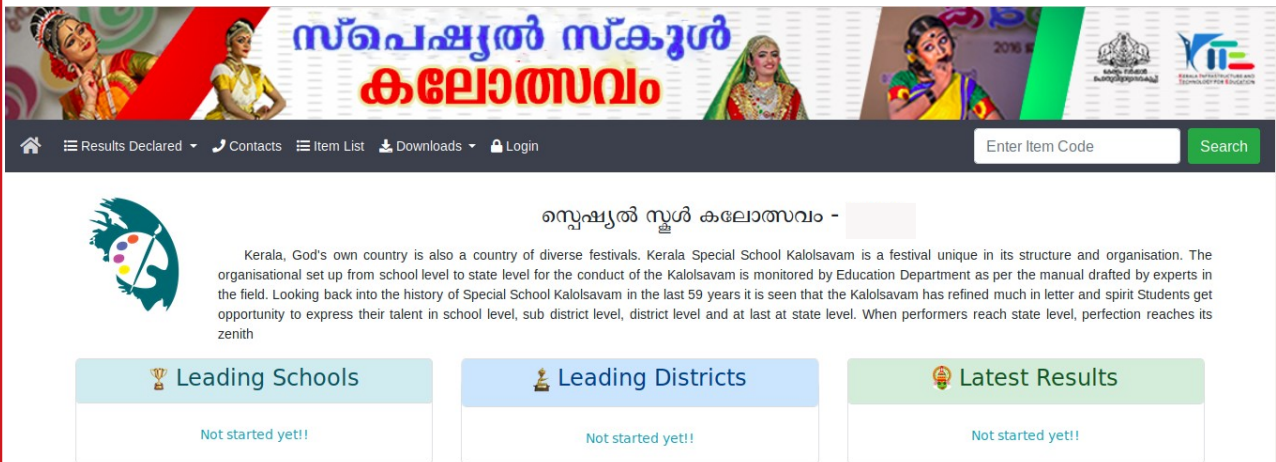 സ്പെഷ്യൽ സ്കൂൾ
കലോത്സവം
2016
Results Declared
Contacts
Item List
Downloads
Login
Enter Item Code
Search
സ്പെഷ്യൽ സ്കൂൾ കലോത്സവം -
Kerala, God's own country is also a country of diverse festivals. Kerala Special School Kalolsavam is a festival unique in its structure and organisation. The
organisational set up from school level to state level for the conduct of the Kalolsavam is monitored by Education Department as per the manual drafted by experts in
the field. Looking back into the history of Special School Kalolsavam in the last 59 years it is seen that the Kalolsavam has refined much in letter and spirit Students get
opportunity to express their talent in school level, sub district level, district level and at last at state level. When performers reach state level, perfection reaches its
zenith
Leading Schools
Leading Districts
Latest Results
Not started yet!!
Not started yet!!
Not started yet!!